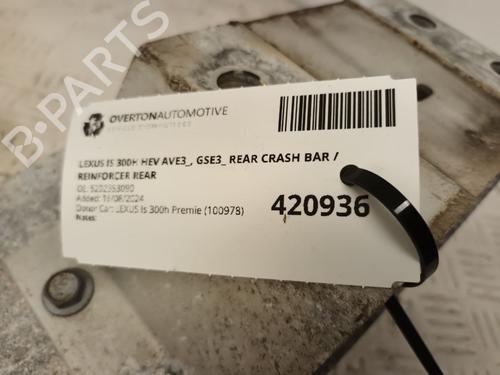 B-PARTS
OVERTONAUTOMOTIVE
LEXUS IS 300H HEV AVE3_, GSE3_ REAR CRASH BAR /
REINFORCER REAR
OE: 5202353090
Added: 16/08/2024
Donor Car: LEXUS Is 300h Premie (100978)
Notes:
420936